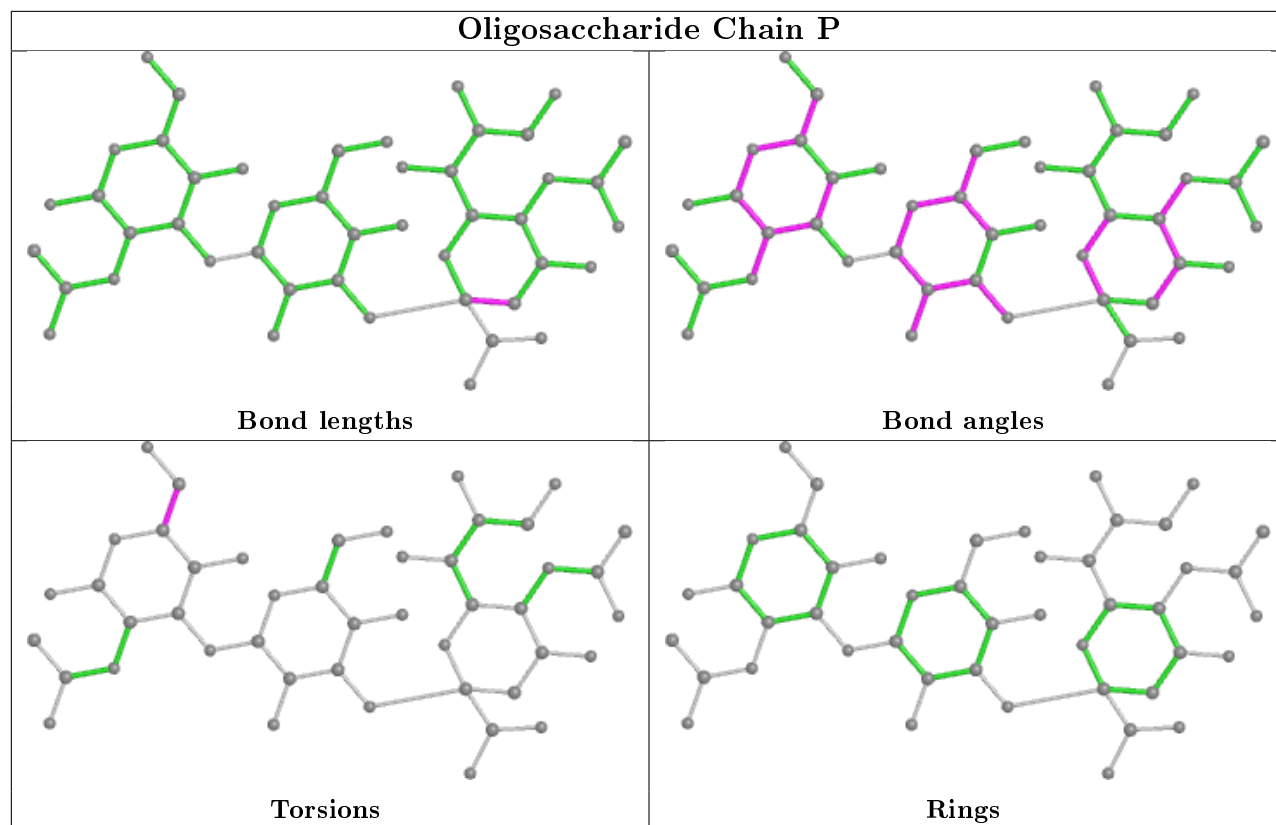 Oligosaccharide Chain P
Bond lengths
Bond angles
Torsions
Rings